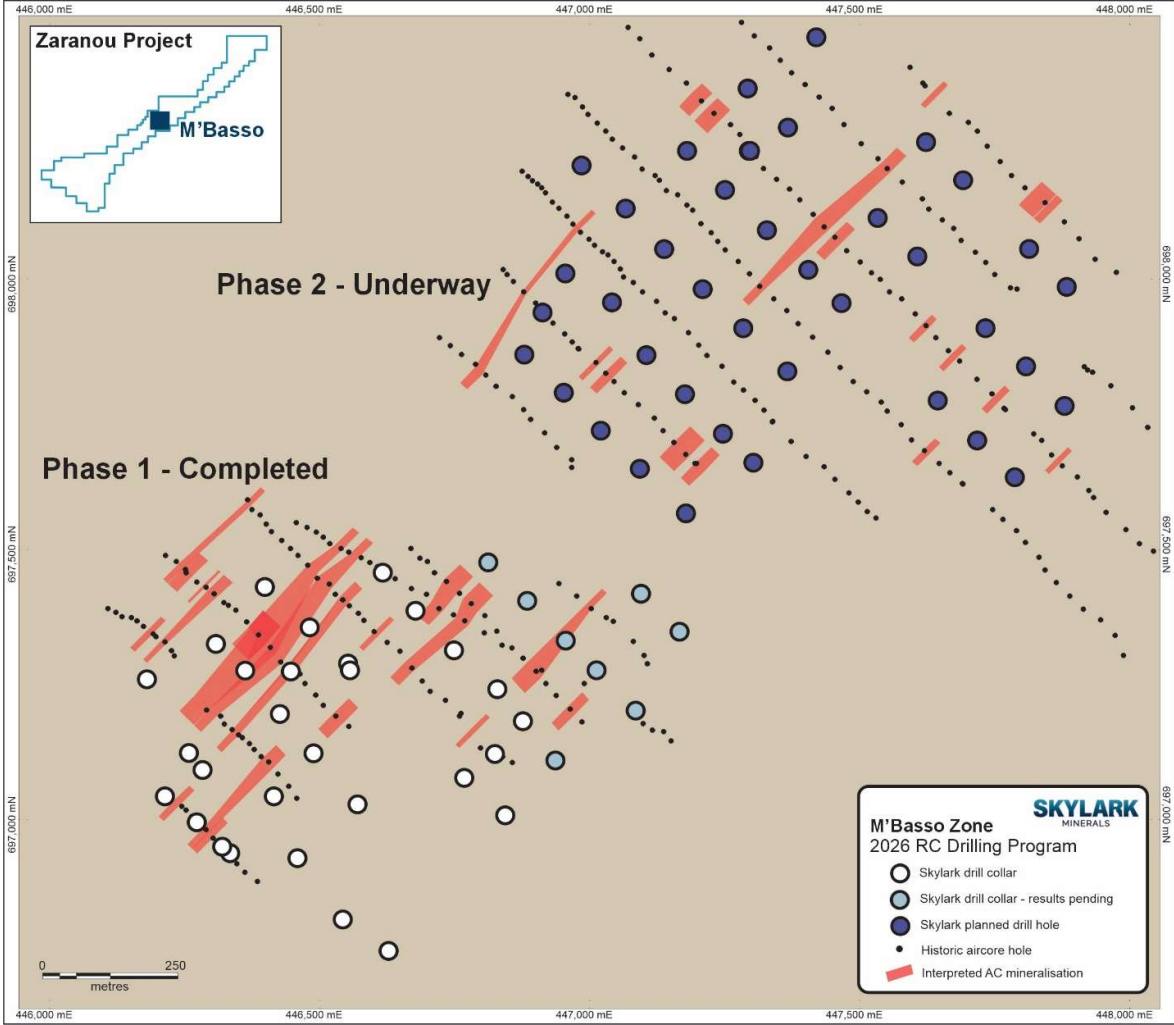 446,000 mE
446,500 mE
447,000 mE
447,500 mE
448,000 mE
Zaranou Project
M'Basso
698,000 mN
698,000 mN
Phase 2 - Underway
Phase 1 - Completed
697,500 mN
697,500 mN
697,000 mN
697,000 mN
SKYLARK
MINERALS
M'Basso Zone
2026 RC Drilling Program
Skylark drill collar
Skylark drill collar - results pending
Skylark planned drill hole
Historic aircore hole
Interpreted AC mineralisation
0
250
metres
446,000 mE
446,500 mE
447,000 mE
447,500 mE
448,000 mE